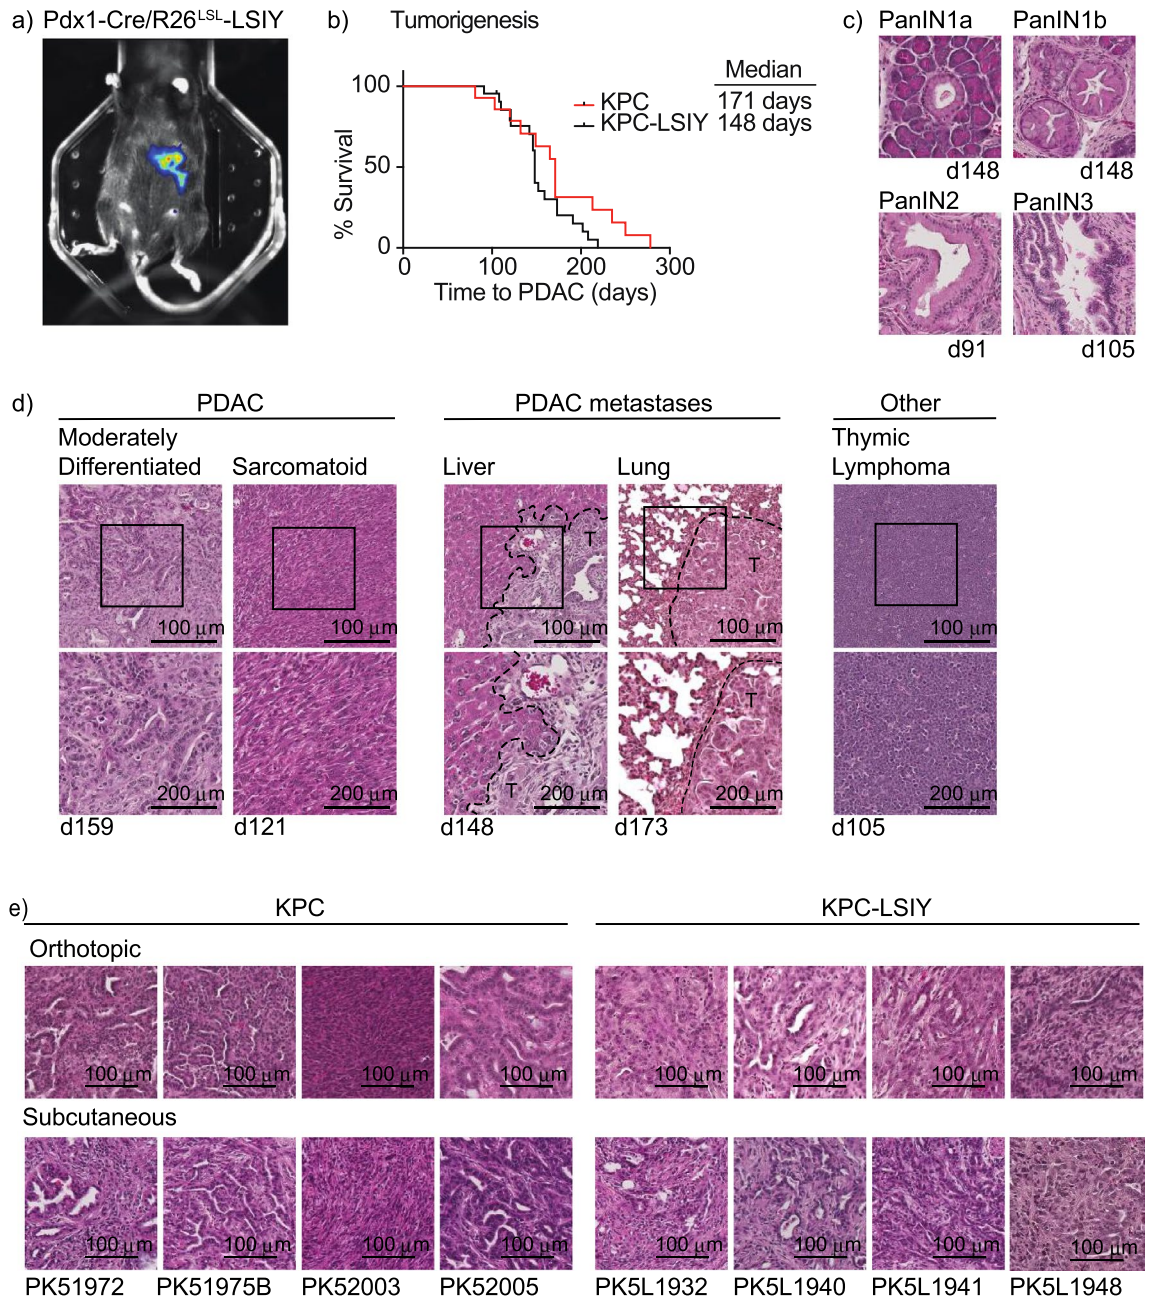 a) Pdx1-Cre/R26LSL-LSIY
b) Tumorigenesis
100
50
0
% Survival
0 100 200 300
Time to PDAC (days)
Median
KPC 171 days
KPC-LSIY 148 days
c) PanIN1a PanIN1b
d148 d148
PanIN2 PanIN3
d91 d105
d) PDAC PDAC metastases Other
Moderately Differentiated Sarcomatoid Liver Lung Thymic Lymphoma
T T
100 µm 100 µm 100 µm 100 µm 100 µm
T T
200 µm 200 µm 200 µm 200 µm 200 µm
d159 d121 d148 d173 d105
e) KPC KPC-LSIY
Orthotopic
100 µm 100 µm 100 µm 100 µm 100 µm 100 µm 100 µm 100 µm
Subcutaneous
100 µm 100 µm 100 µm 100 µm 100 µm 100 µm 100 µm 100 µm
PK51972 PK51975B PK52003 PK52005 PK5L1932 PK5L1940 PK5L1941 PK5L1948